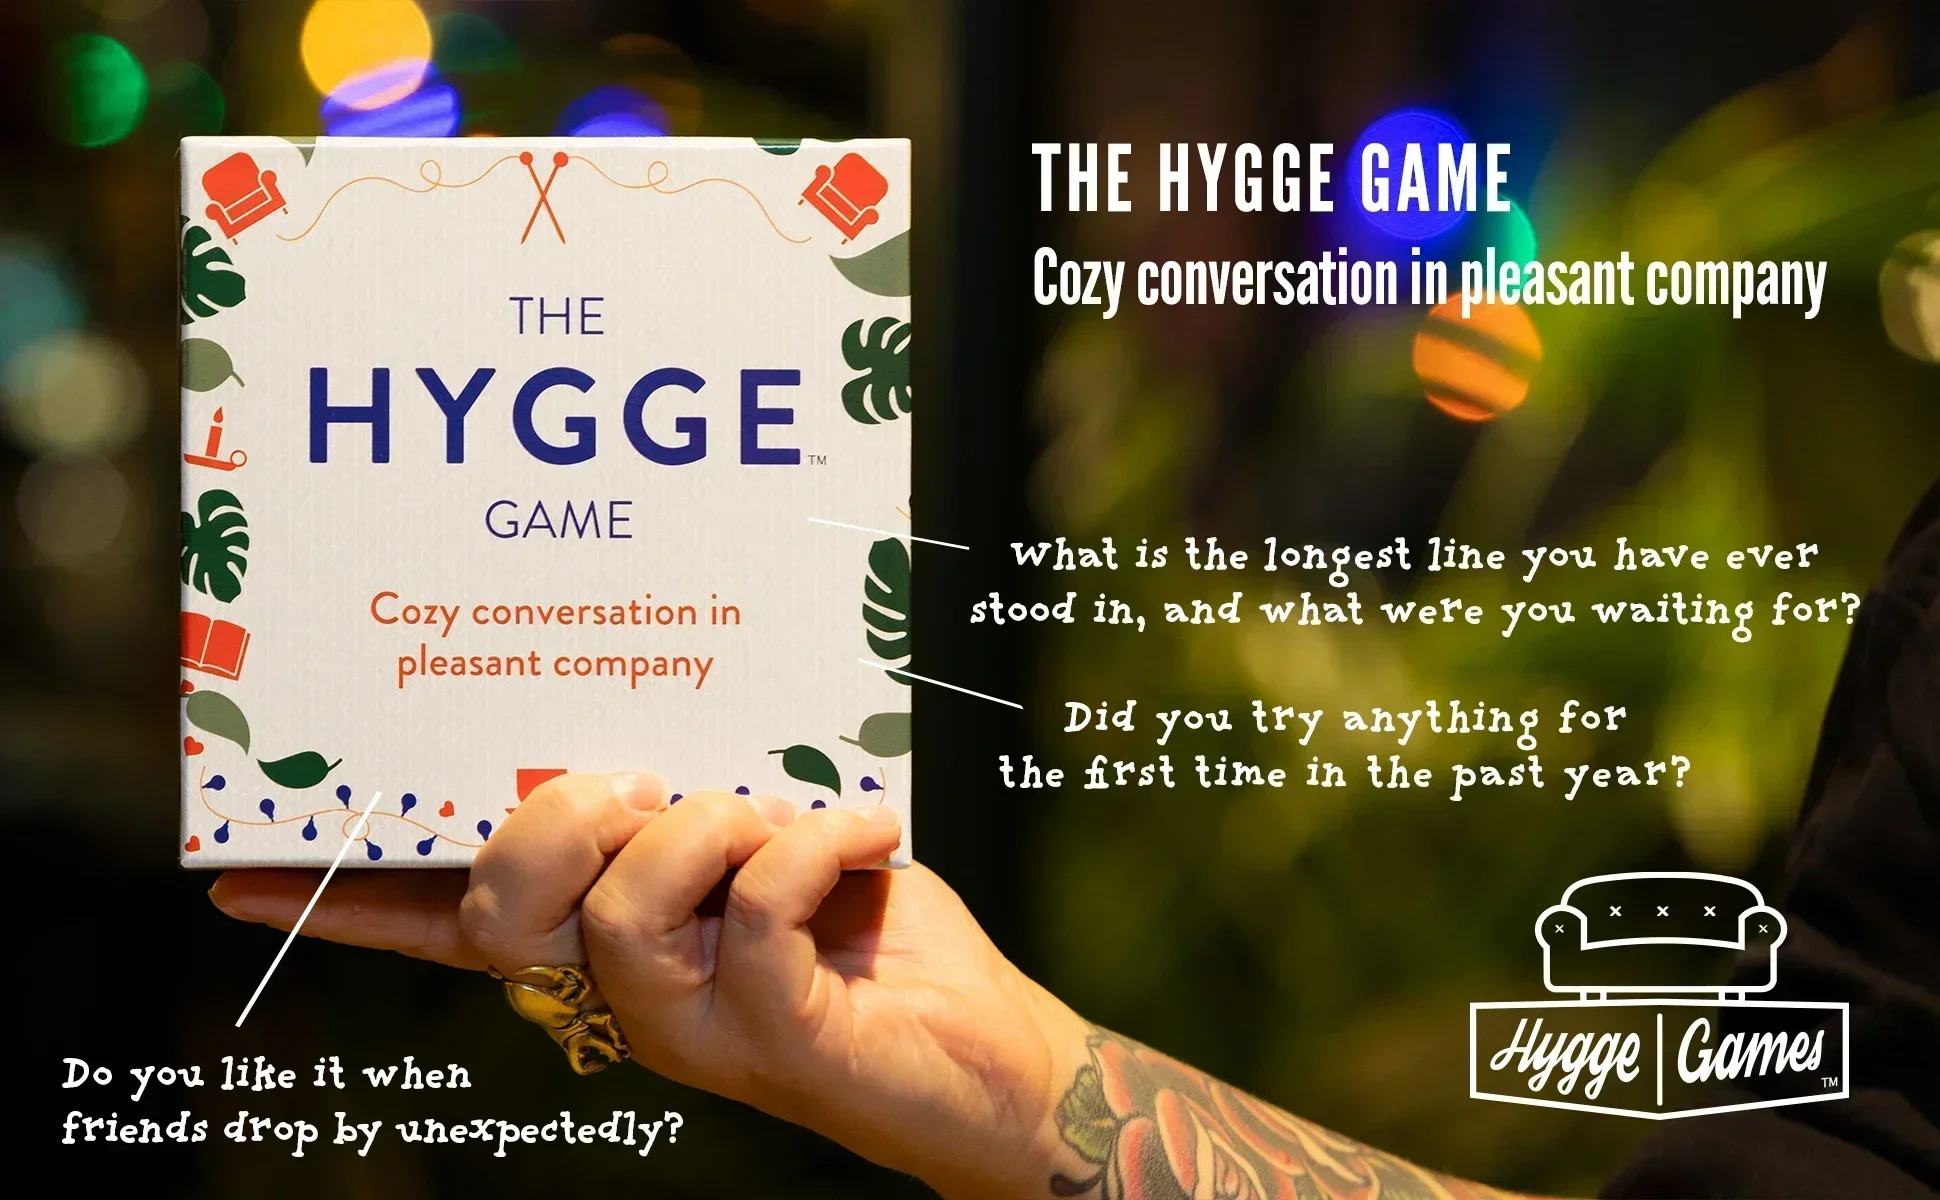 THE
HYGGE™
GAME
Cozy conversation in
pleasant company
THE HYGGE GAME
Cozy conversation in pleasant company
What is the longest line you have ever
stood in, and what were you waiting for?
Did you try anything for
the first time in the past year?
Do you like it when
friends drop by unexpectedly?
Hygge | Games™